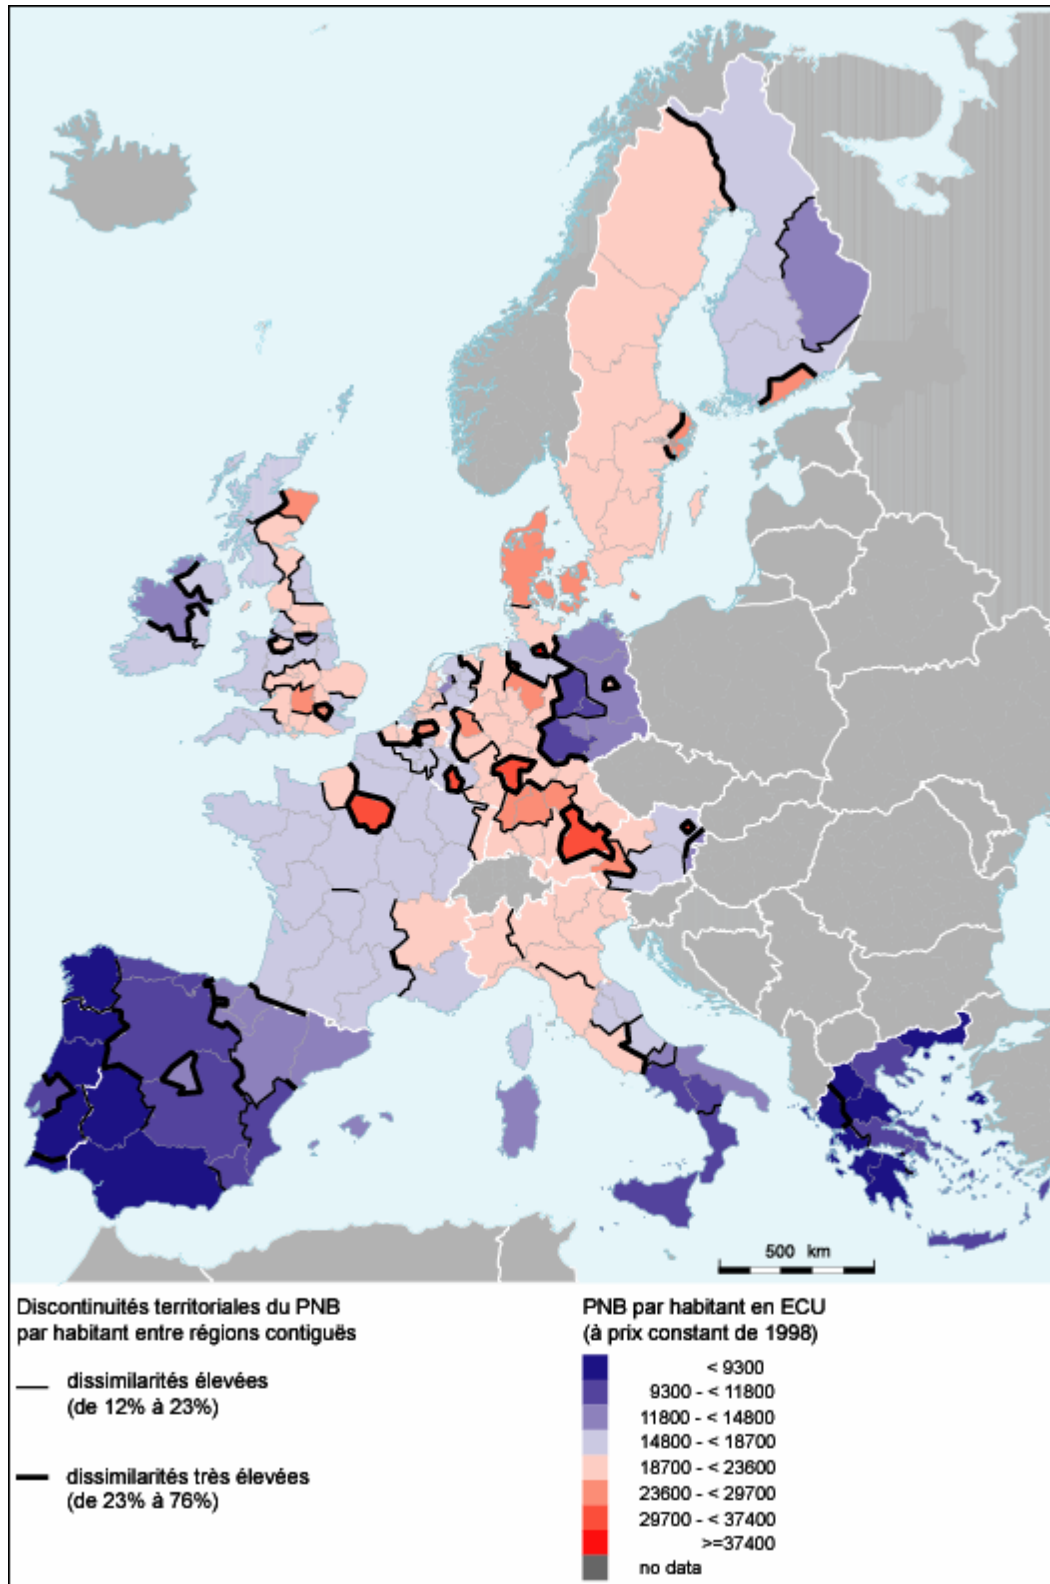 500 km
Discontinuités territoriales du PNB
par habitant entre régions contiguës
dissimilarités élevées
(de 12% à 23%)
dissimilarités très élevées
(de 23% à 76%)
PNB par habitant en ECU
(à prix constant de 1998)
< 9300
9300 - < 11800
11800 - < 14800
14800 - < 18700
18700 - < 23600
23600 - < 29700
29700 - < 37400
>=37400
no data